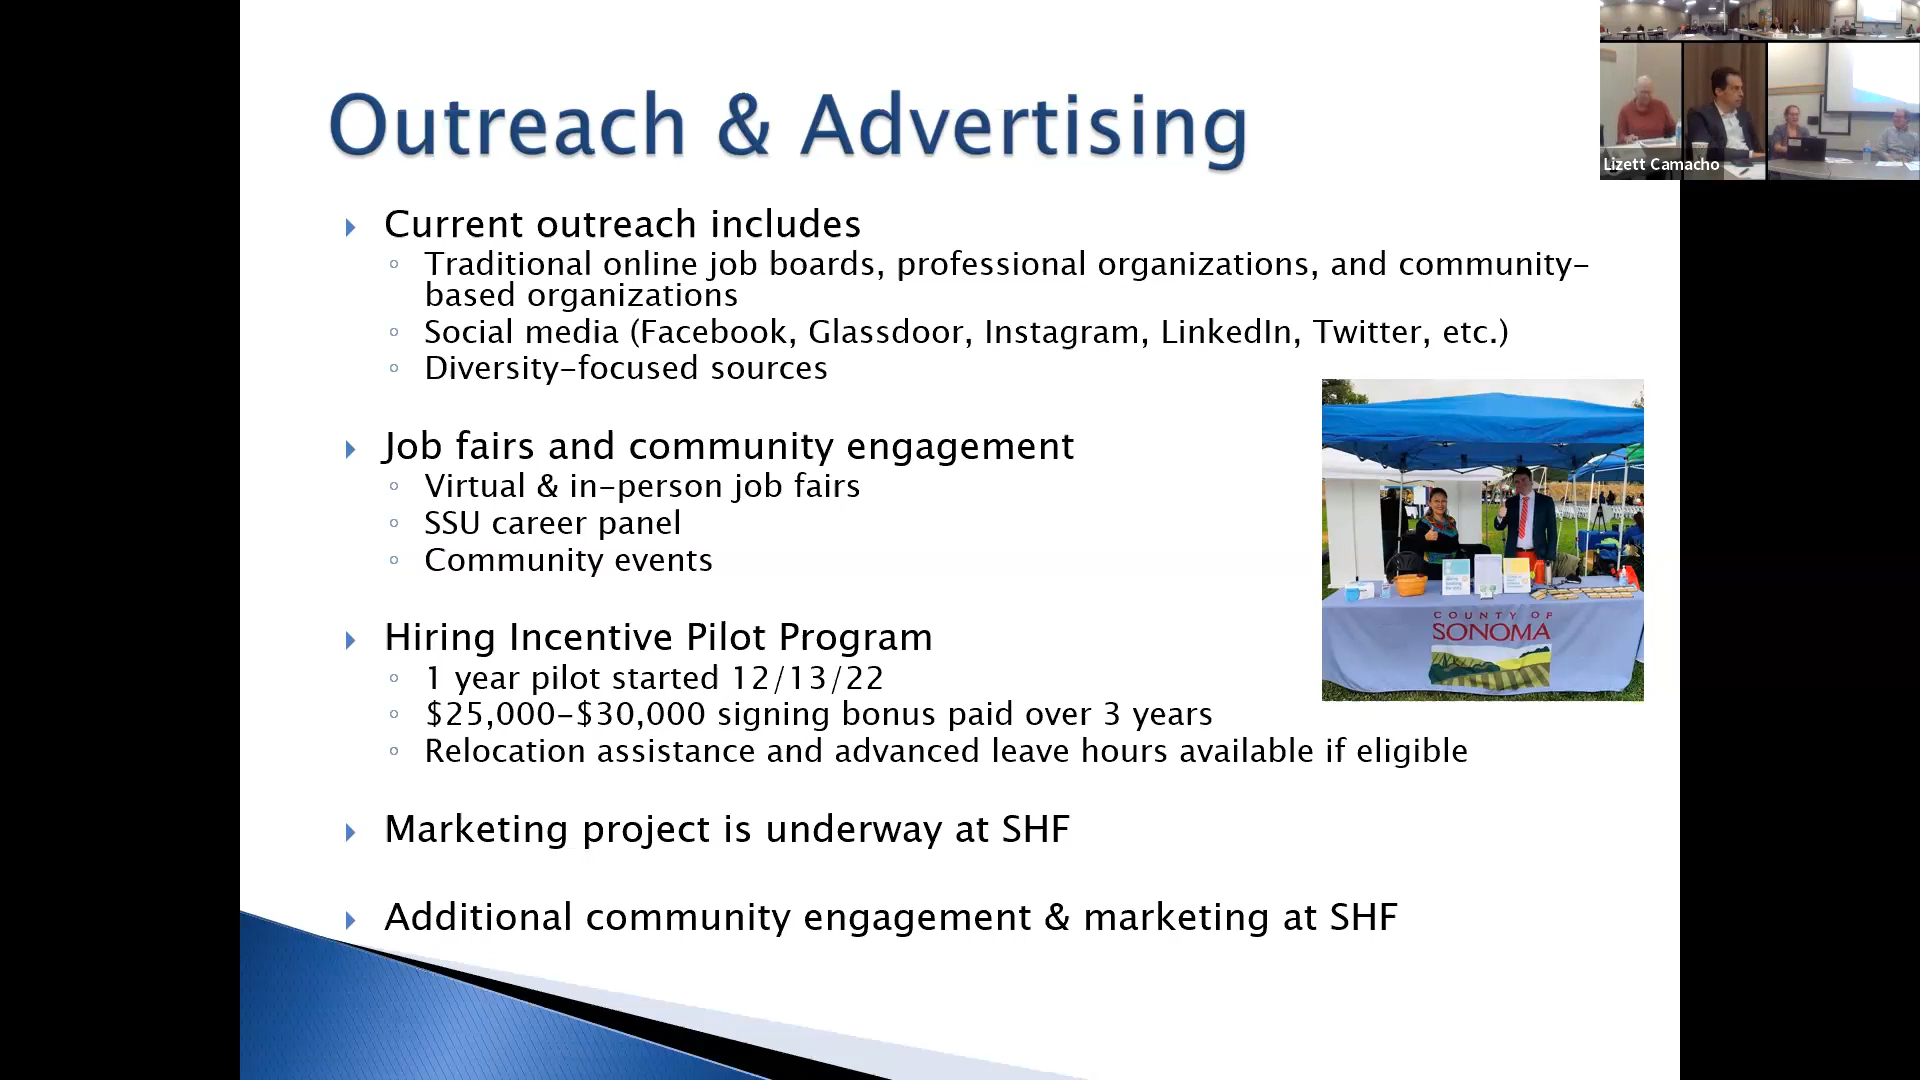 Outreach & Advertising
Lizett Camacho
Current outreach includes
Traditional online job boards, professional organizations, and community-
based organizations
Social media (Facebook, Glassdoor, Instagram, LinkedIn, Twitter, etc.)
Diversity-focused sources
Job fairs and community engagement
Virtual & in-person job fairs
SSU career panel
Community events
COUNTY OF
SONOMA
Hiring Incentive Pilot Program
1 year pilot started 12/13/22
$25,000-$30,000 signing bonus paid over 3 years
Relocation assistance and advanced leave hours available if eligible
Marketing project is underway at SHF
Additional community engagement & marketing at SHF